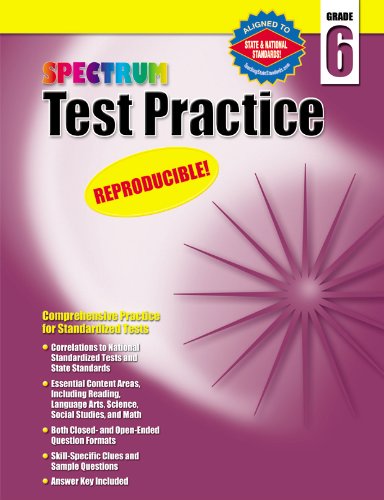 ALIGNED TO
STATE & NATIONAL
STANDARDS!
GRADE
6
SPECTRUM
Test Practice
REPRODUCIBLE!
Comprehensive Practice
for Standardized Tests
• Correlations to National
Standardized Tests and
State Standards
• Essential Content Areas,
Including Reading,
Language Arts, Science,
Social Studies, and Math
• Both Closed- and Open-Ended
Question Formats
• Skill-Specific Clues and
Sample Questions
• Answer Key Included